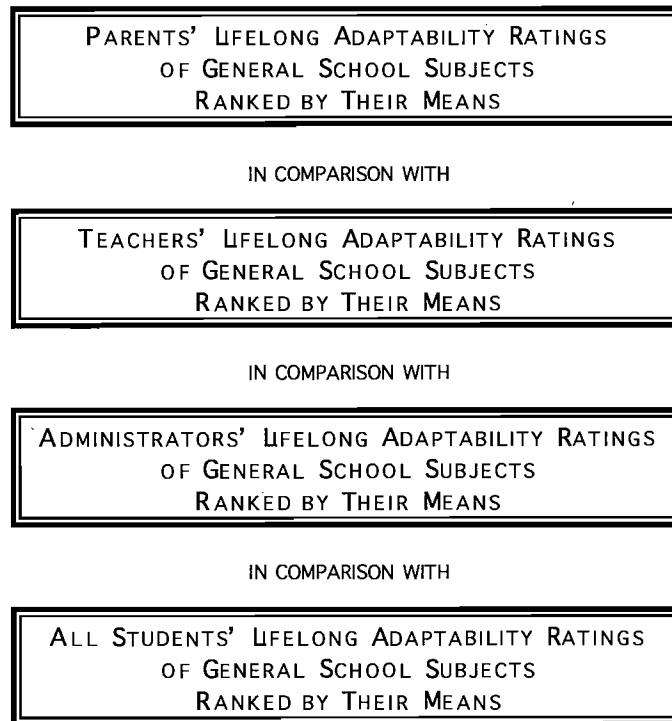 PARENTS' LIFELONG ADAPTABILITY RATINGS
OF GENERAL SCHOOL SUBJECTS
RANKED BY THEIR MEANS
IN COMPARISON WITH
TEACHERS' LIFELONG ADAPTABILITY RATINGS
OF GENERAL SCHOOL SUBJECTS
RANKED BY THEIR MEANS
IN COMPARISON WITH
ADMINISTRATORS' LIFELONG ADAPTABILITY RATINGS
OF GENERAL SCHOOL SUBJECTS
RANKED BY THEIR MEANS
IN COMPARISON WITH
ALL STUDENTS' LIFELONG ADAPTABILITY RATINGS
OF GENERAL SCHOOL SUBJECTS
RANKED BY THEIR MEANS